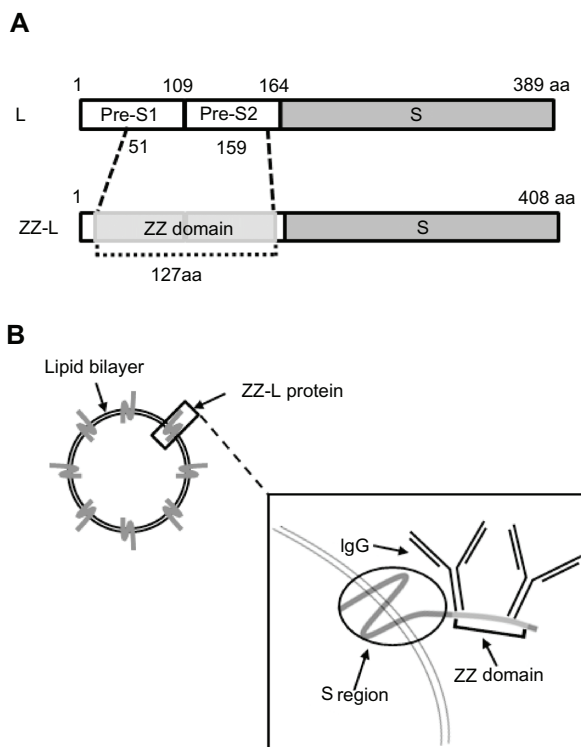 A
1 109 164 389 aa
L Pre-S1 Pre-S2 S
51 159
1 408 aa
ZZ-L ZZ domain S
127aa
B
Lipid bilayer
ZZ-L protein
IgG
S region
ZZ domain